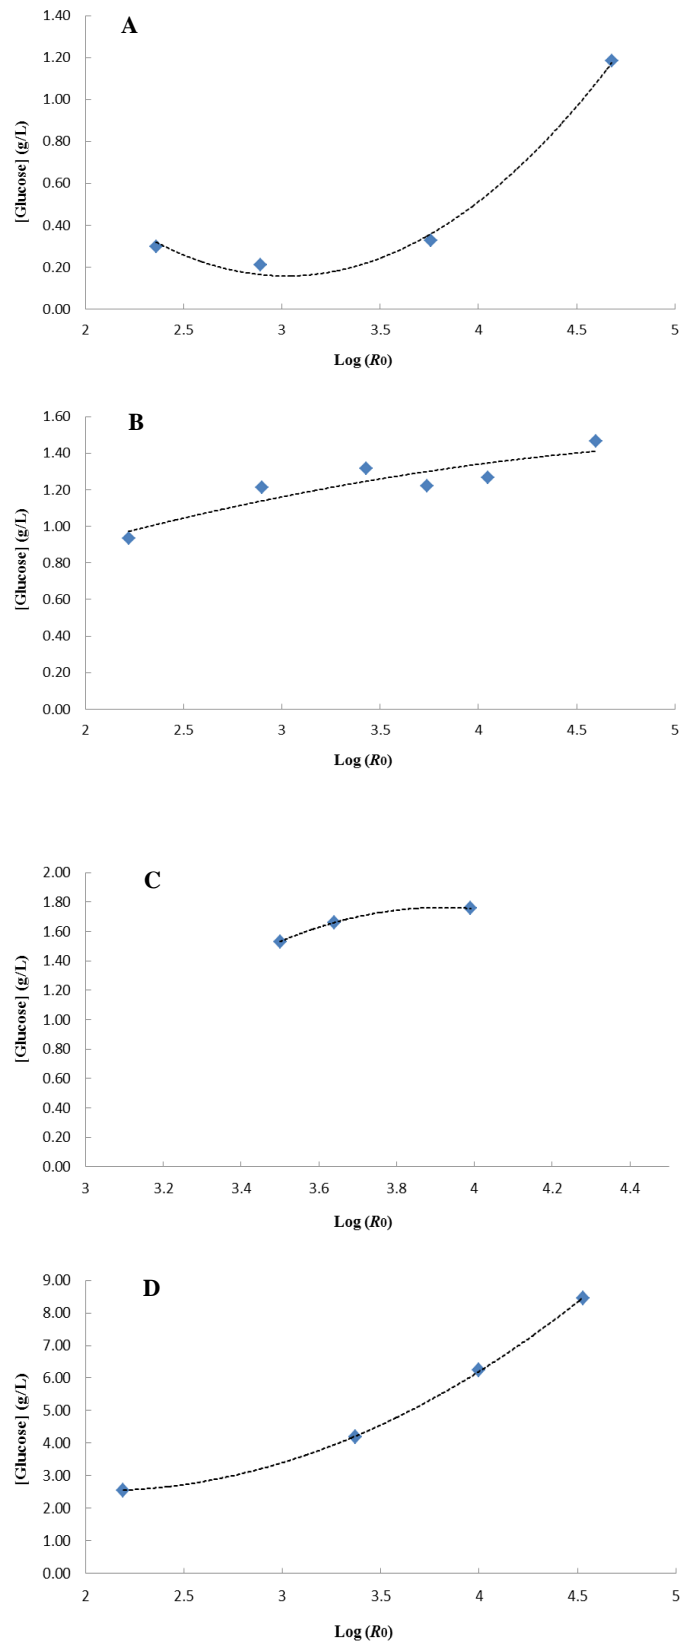 A
1.40
1.20
1.00
0.80
0.60
0.40
0.20
0.00
[Glucose] (g/L)
2 2.5 3 3.5 4 4.5 5
Log (R0)
B
1.60
1.40
1.20
1.00
0.80
0.60
0.40
0.20
0.00
[Glucose] (g/L)
2 2.5 3 3.5 4 4.5 5
Log (R0)
C
2.00
1.80
1.60
1.40
1.20
1.00
0.80
0.60
0.40
0.20
0.00
[Glucose] (g/L)
3 3.2 3.4 3.6 3.8 4 4.2 4.4
Log (R0)
D
9.00
8.00
7.00
6.00
5.00
4.00
3.00
2.00
1.00
0.00
[Glucose] (g/L)
2 2.5 3 3.5 4 4.5 5
Log (R0)